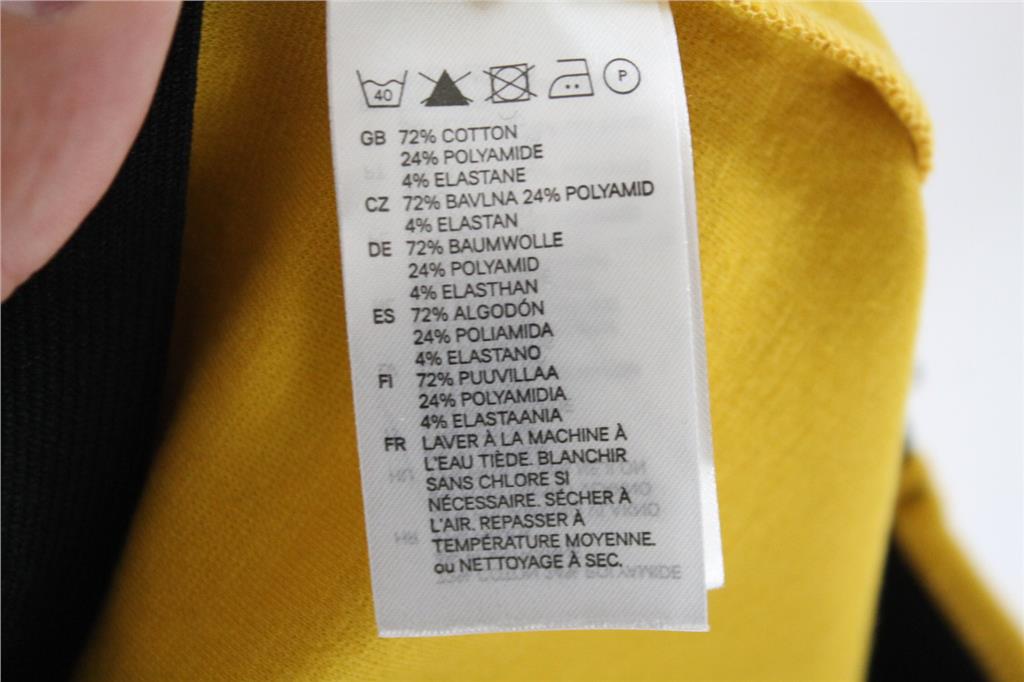 40 P
GB 72% COTTON
24% POLYAMIDE
4% ELASTANE
CZ 72% BAVLNA 24% POLYAMID
4% ELASTAN
DE 72% BAUMWOLLE
24% POLYAMID
4% ELASTHAN
ES 72% ALGODÓN
24% POLIAMIDA
4% ELASTANO
FI 72% PUUVILLAA
24% POLYAMIDIA
4% ELASTAANIA
FR LAVER À LA MACHINE À
L'EAU TIÈDE. BLANCHIR
SANS CHLORE SI
NÉCESSAIRE. SÉCHER À
L'AIR. REPASSER À
TEMPÉRATURE MOYENNE.
ou NETTOYAGE À SEC.